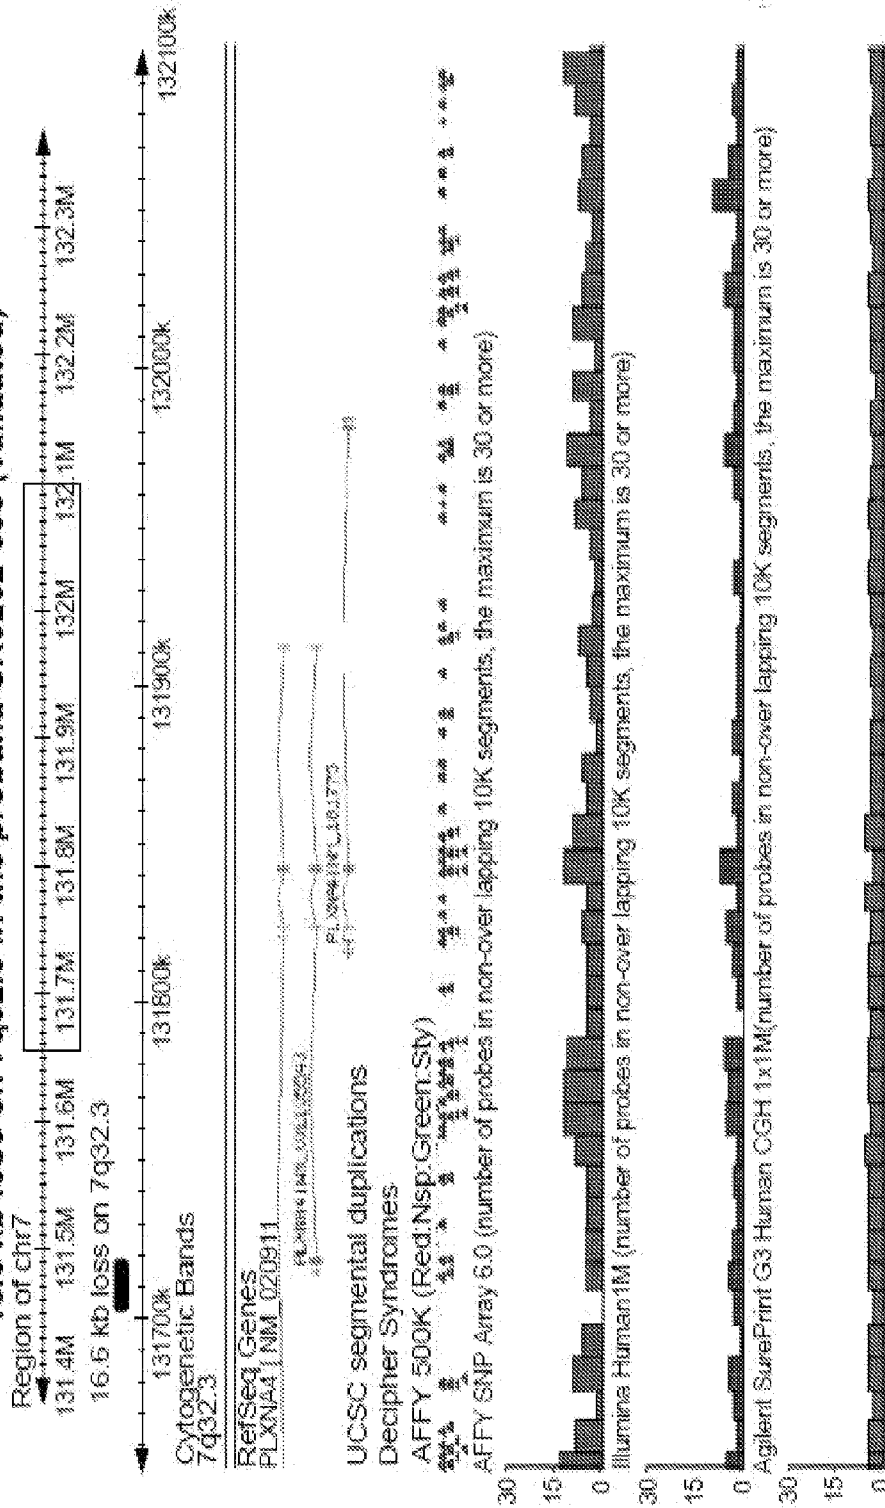 Region of chr7
131.4M 131.5M 131.6M 131.7M 131.8M 131.9M 132M 132.1M 132.2M 132.3M
16.6 kb loss on 7q32.3
131700k 131800k 131900k 132000k 132100k
Cytogenetic Bands
7q32.3
RefSeq Genes
PLXNA4 | NM_020911
UCSC segmental duplications
Decipher Syndromes
AFFY 500K (Red:Nsp:Green:Sty)
AFFY SNP Array 6.0 (number of probes in non-over lapping 10K segments, the maximum is 30 or more)
30
15
0
Illumina Human1M (number of probes in non-over lapping 10K segments, the maximum is 30 or more)
30
15
0
Agilent SurePrint G3 Human CGH 1x1M(number of probes in non-over lapping 10K segments, the maximum is 30 or more)
30
15
0